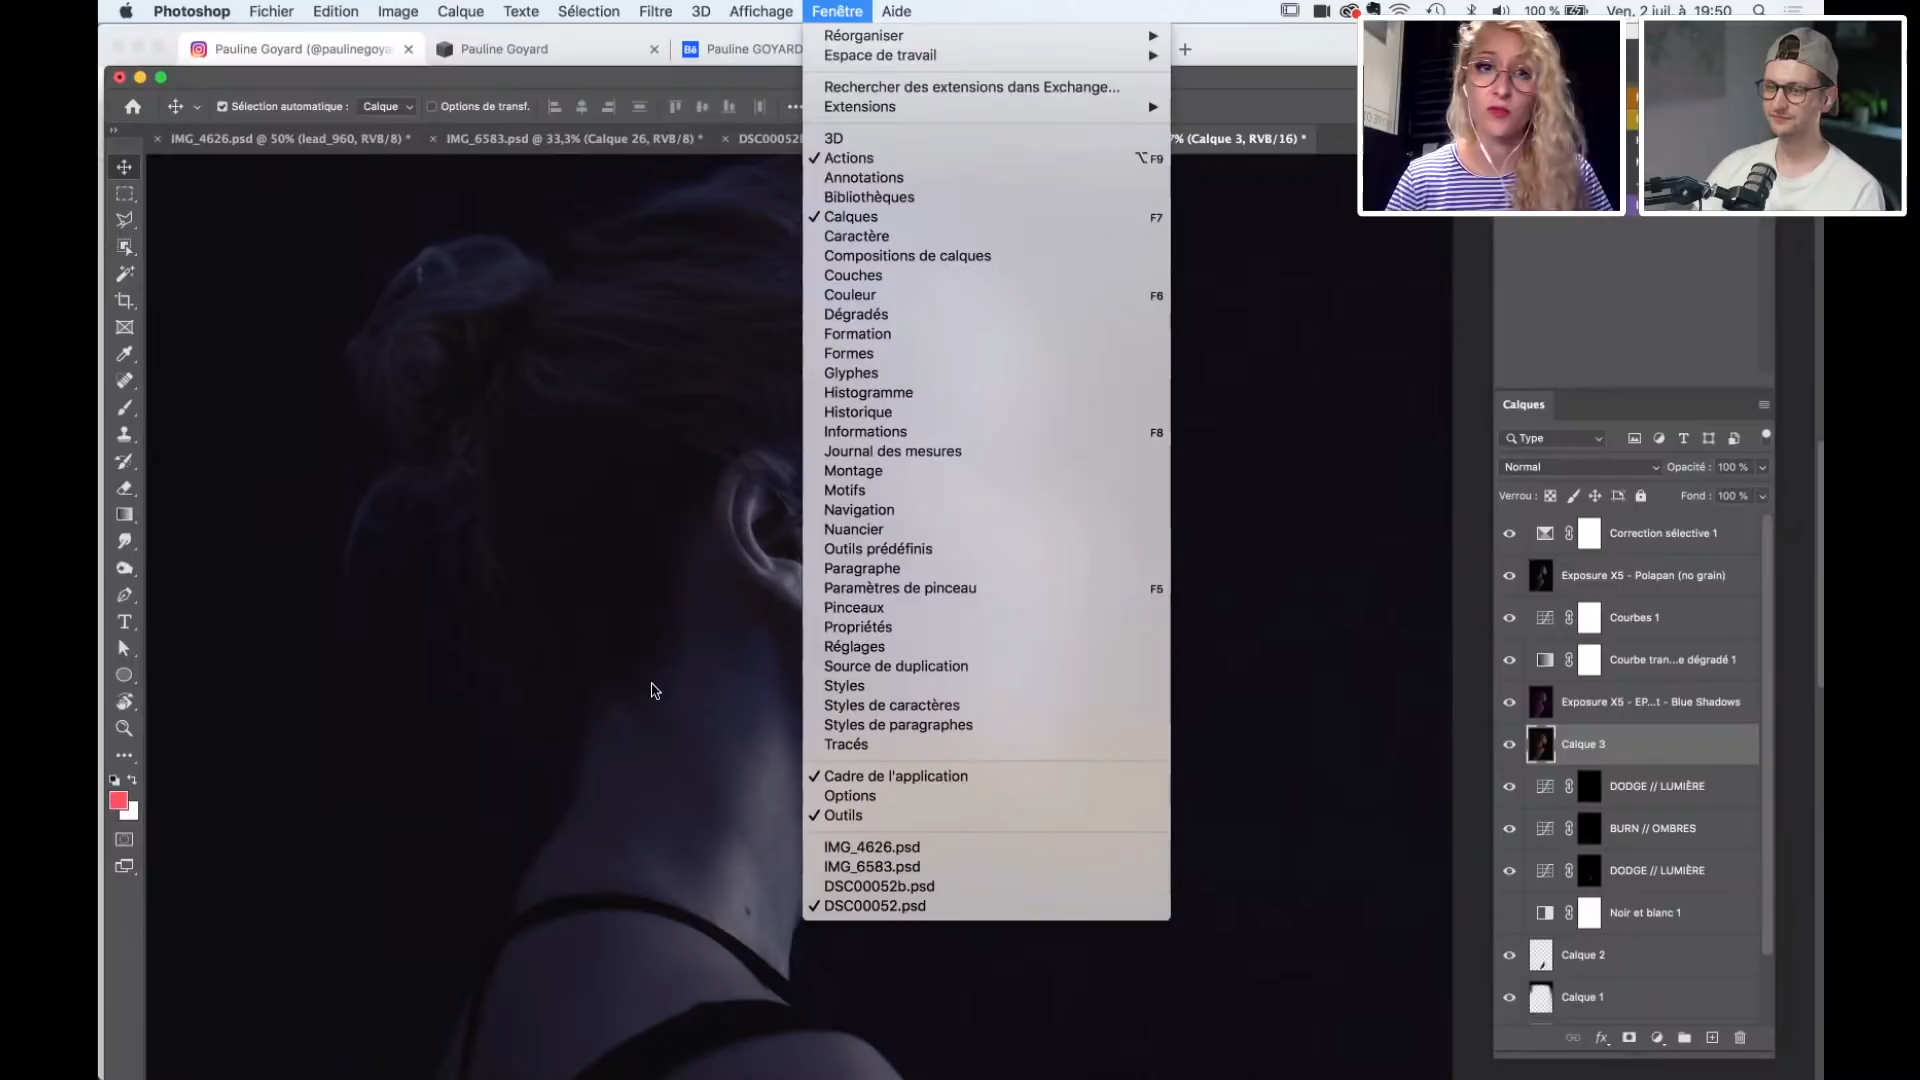 Photoshop Fichier Edition Image Calque Texte Sélection Filtre 3D Affichage Fenêtre Aide
100 % Ven. 2 juil. à 19:50
Pauline Goyard (@paulinegoya
Pauline Goyard
Bē Pauline GOYARD
Sélection automatique : Calque Options de transf.
IMG_4626.psd @ 50% (lead_960, RVB/8) *
IMG_6583.psd @ 33,3% (Calque 26, RVB/8) *
DSC00052
% (Calque 3, RVB/16) *
Réorganiser
Espace de travail
Rechercher des extensions dans Exchange...
Extensions
3D
Actions ⌥F9
Annotations
Bibliothèques
Calques F7
Caractère
Compositions de calques
Couches
Couleur F6
Dégradés
Formation
Formes
Glyphes
Histogramme
Historique
Informations F8
Journal des mesures
Montage
Motifs
Navigation
Nuancier
Outils prédéfinis
Paragraphe
Paramètres de pinceau F5
Pinceaux
Propriétés
Réglages
Source de duplication
Styles
Styles de caractères
Styles de paragraphes
Tracés
Cadre de l'application
Options
Outils
IMG_4626.psd
IMG_6583.psd
DSC00052b.psd
DSC00052.psd
Calques
Type
Normal Opacité : 100 %
Verrou : Fond : 100 %
Correction sélective 1
Exposure X5 - Polapan (no grain)
Courbes 1
Courbe tran...e dégradé 1
Exposure X5 - EP...t - Blue Shadows
Calque 3
DODGE // LUMIÈRE
BURN // OMBRES
DODGE // LUMIÈRE
Noir et blanc 1
Calque 2
Calque 1
fx